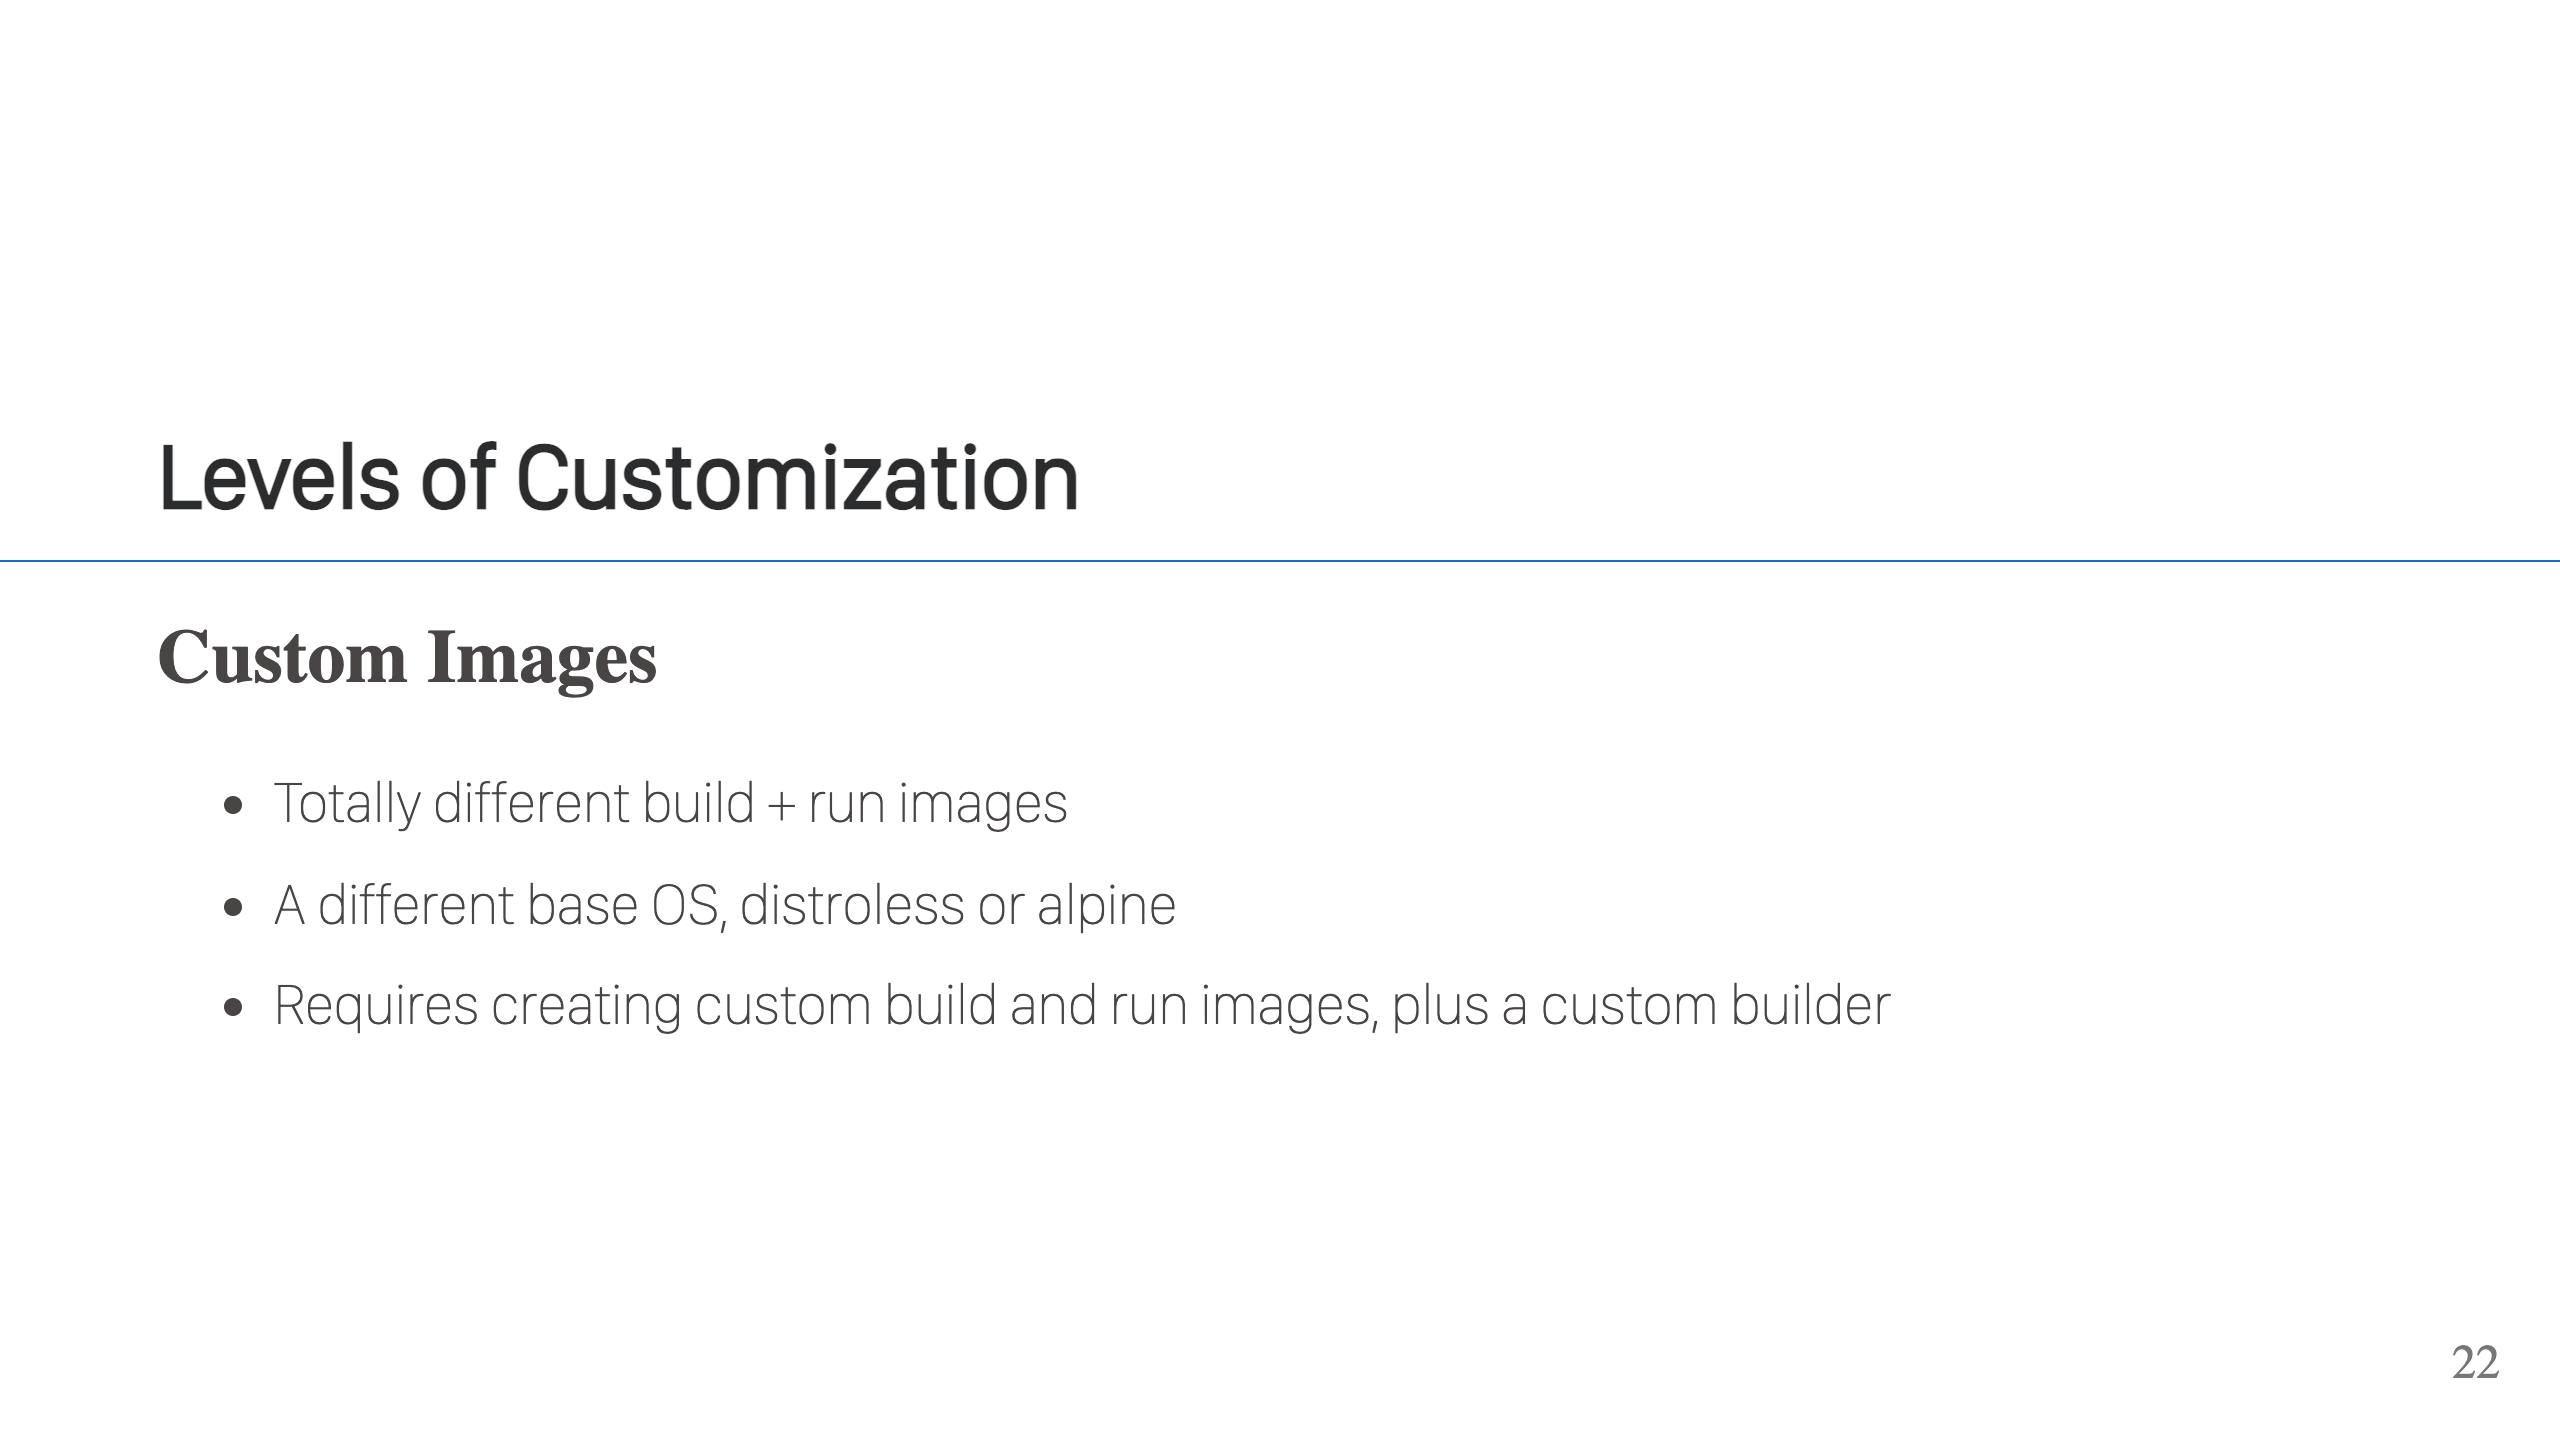 Levels of Customization
Custom Images
• Totally different build + run images
• A different base OS, distroless or alpine
• Requires creating custom build and run images, plus a custom builder
22